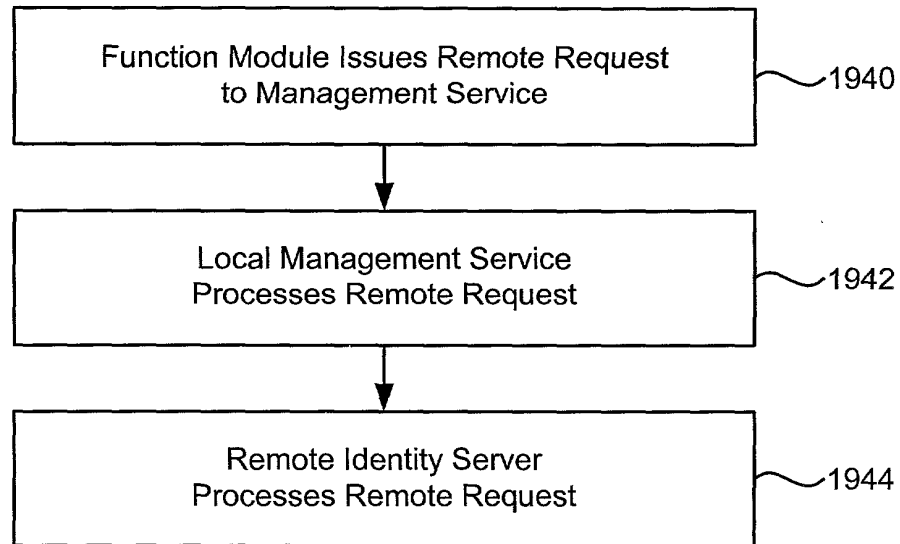 Function Module Issues Remote Request
to Management Service
1940
Local Management Service
Processes Remote Request
1942
Remote Identity Server
Processes Remote Request
1944